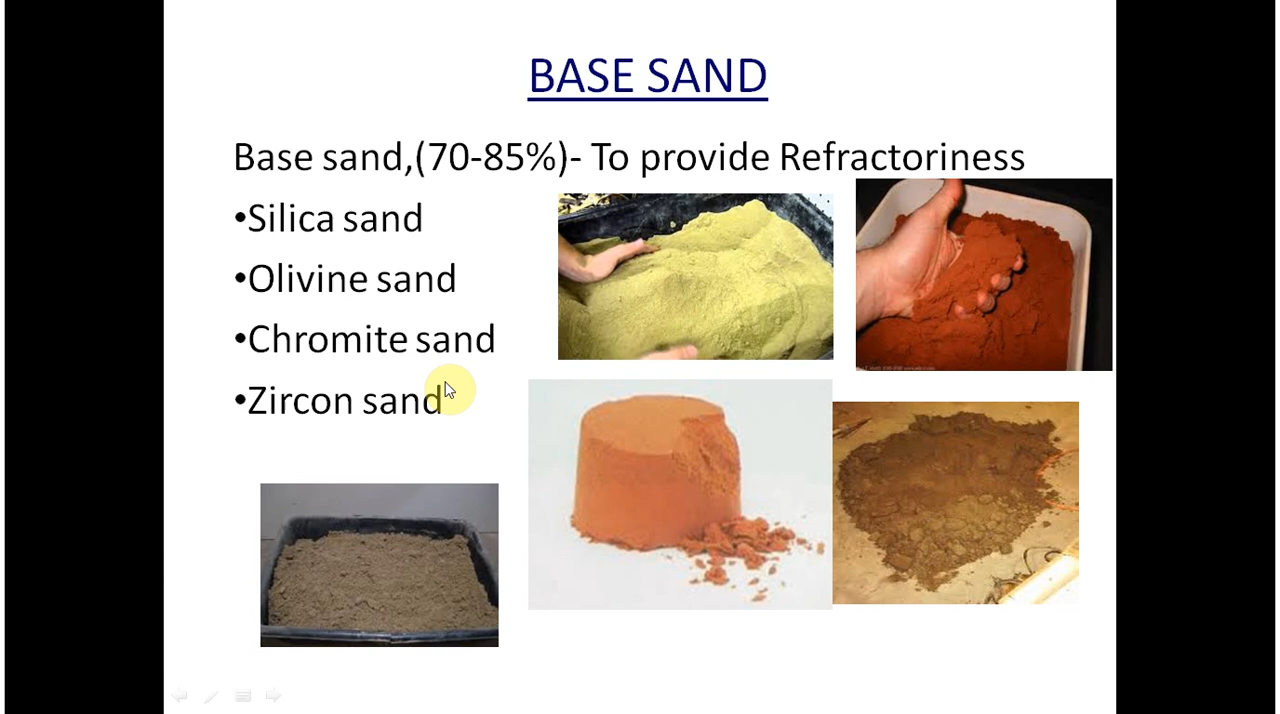 BASE SAND
Base sand,(70-85%)- To provide Refractoriness
•Silica sand
•Olivine sand
•Chromite sand
•Zircon sand